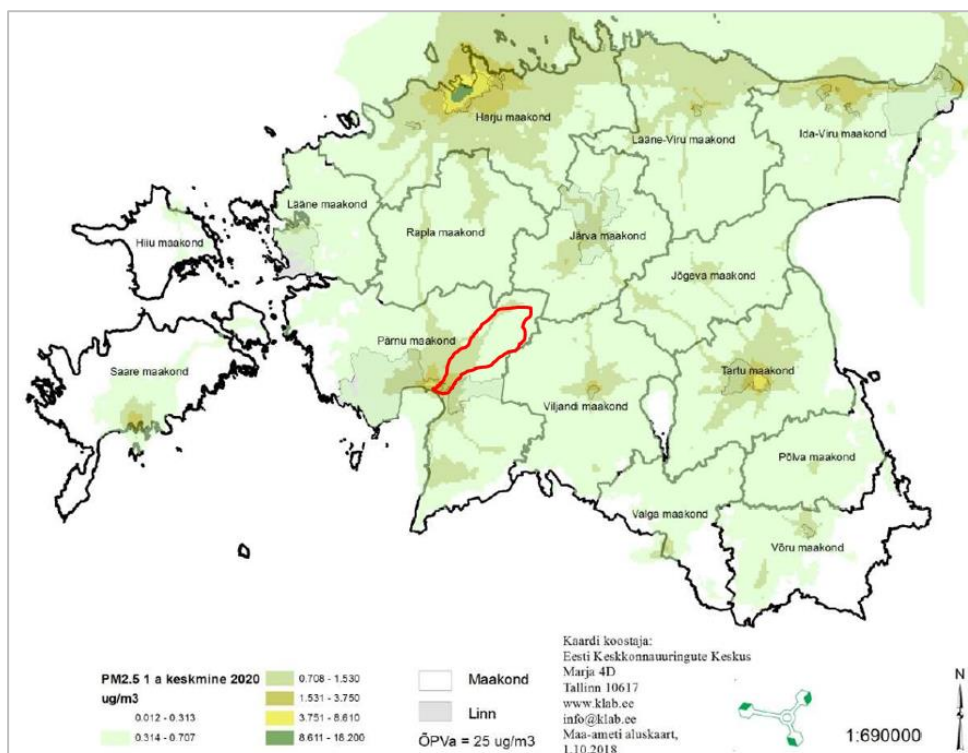 Harju maakond
Lääne-Viru maakond
Ida-Viru maakond
Lääne maakond
Hiiu maakond
Rapla maakond
Järva maakond
Jõgeva maakond
Pärnu maakond
Saare maakond
Tartu maakond
Viljandi maakond
Põlva maakond
Valga maakond
Võru maakond
PM2.5 1 a keskmine 2020
ug/m3
0.012 - 0.313
0.314 - 0.707
0.708 - 1.530
1.531 - 3.750
3.751 - 8.610
8.611 - 18.200
Maakond
Linn
ÕPVa = 25 ug/m3
Kaardi koostaja:
Eesti Keskkonnauuringute Keskus
Marja 4D
Tallinn 10617
www.klab.ee
info@klab.ee
Maa-ameti aluskaart,
1.10.2018
N
1:690000